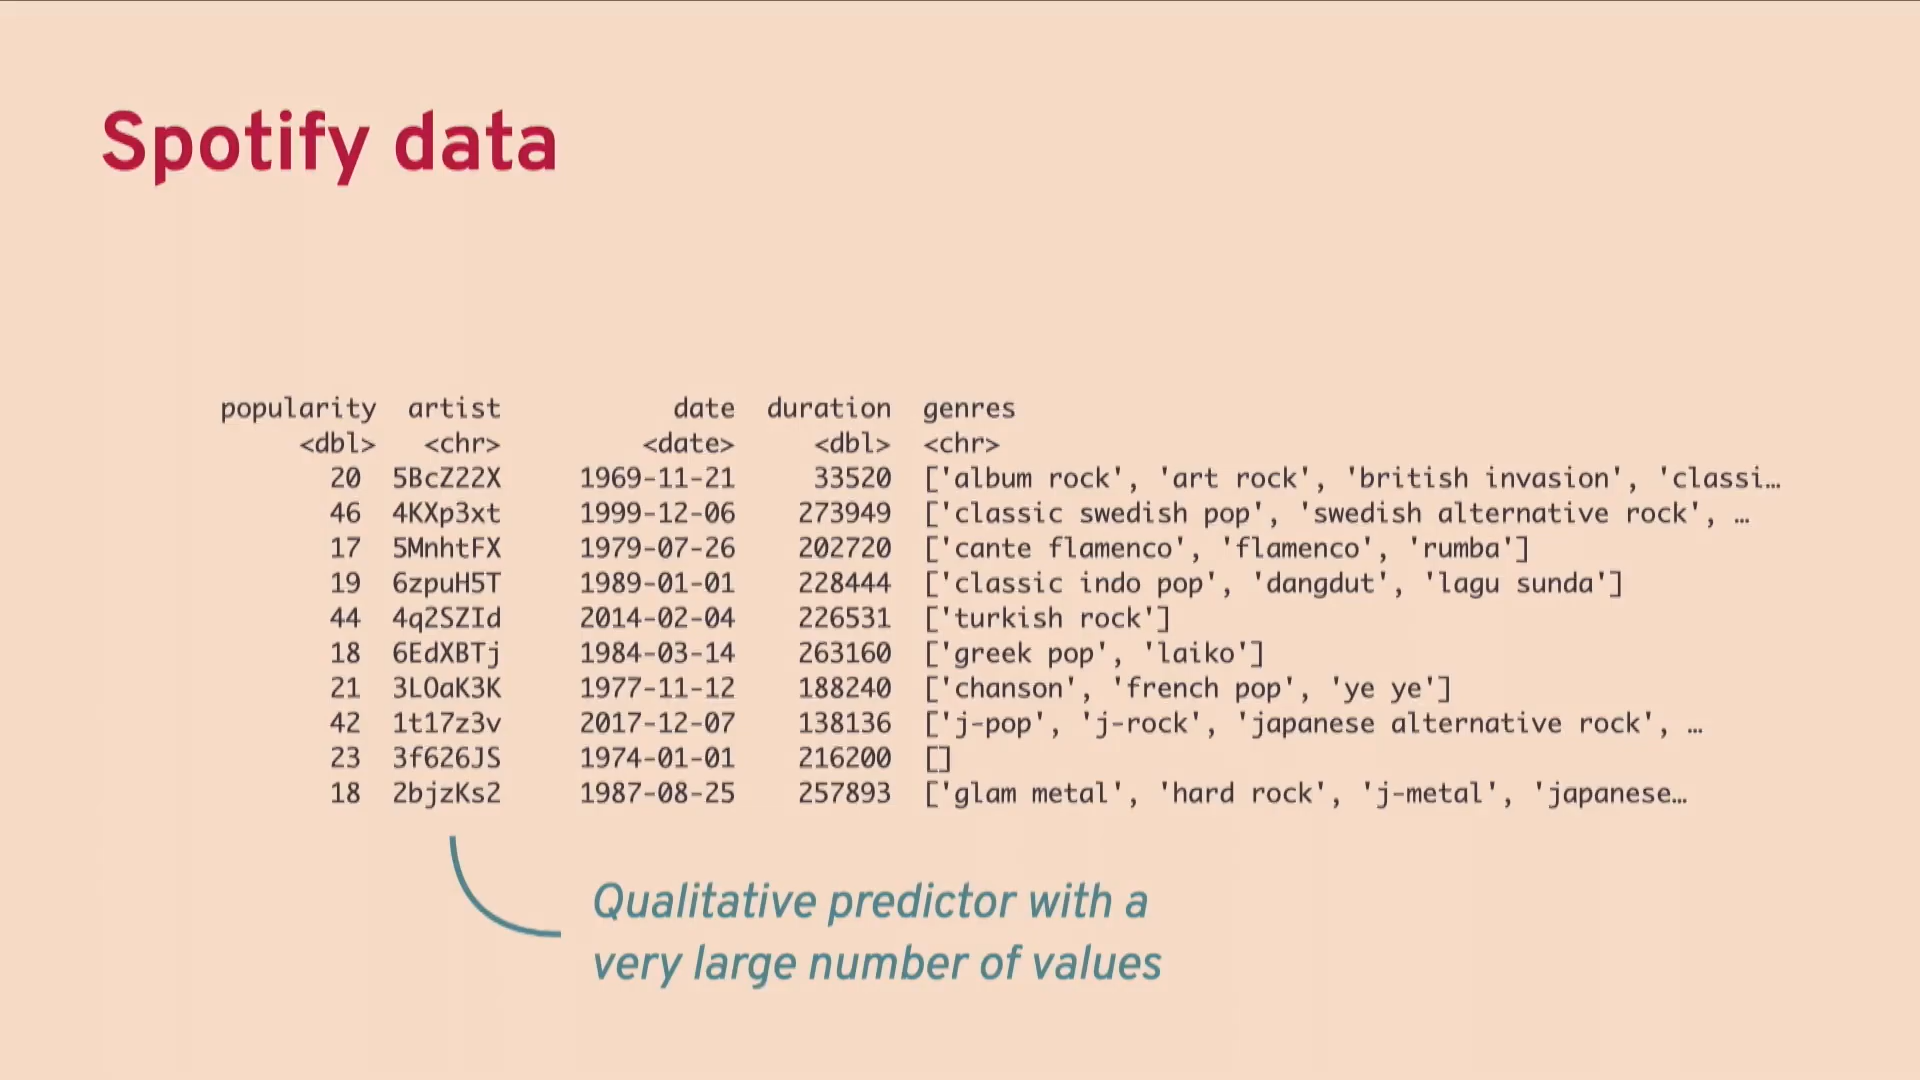 Spotify data
popularity artist date duration genres
<dbl> <chr> <date> <dbl> <chr>
20 5BcZ22X 1969-11-21 33520 ['album rock', 'art rock', 'british invasion', 'classi…
46 4KXp3xt 1999-12-06 273949 ['classic swedish pop', 'swedish alternative rock', …
17 5MnhtFX 1979-07-26 202720 ['cante flamenco', 'flamenco', 'rumba']
19 6zpuH5T 1989-01-01 228444 ['classic indo pop', 'dangdut', 'lagu sunda']
44 4q2SZId 2014-02-04 226531 ['turkish rock']
18 6EdXBTj 1984-03-14 263160 ['greek pop', 'laiko']
21 3LOaK3K 1977-11-12 188240 ['chanson', 'french pop', 'ye ye']
42 1t17z3v 2017-12-07 138136 ['j-pop', 'j-rock', 'japanese alternative rock', …
23 3f626JS 1974-01-01 216200 []
18 2bjzKs2 1987-08-25 257893 ['glam metal', 'hard rock', 'j-metal', 'japanese…
Qualitative predictor with a
very large number of values